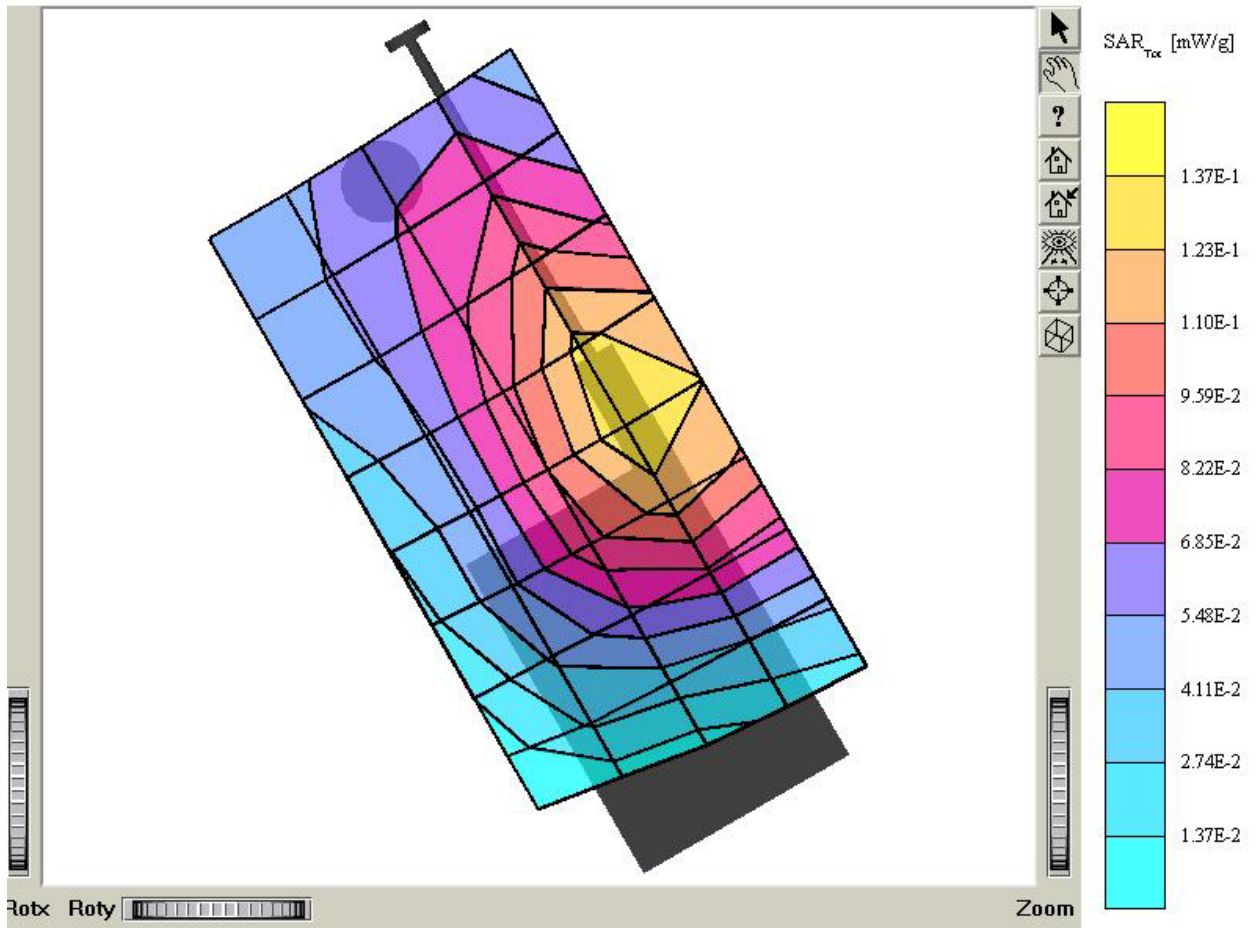 SAR_Tot [mW/g]
?
1.37E-1
1.23E-1
1.10E-1
9.59E-2
8.22E-2
6.85E-2
5.48E-2
4.11E-2
2.74E-2
1.37E-2
Rotx Roty Zoom